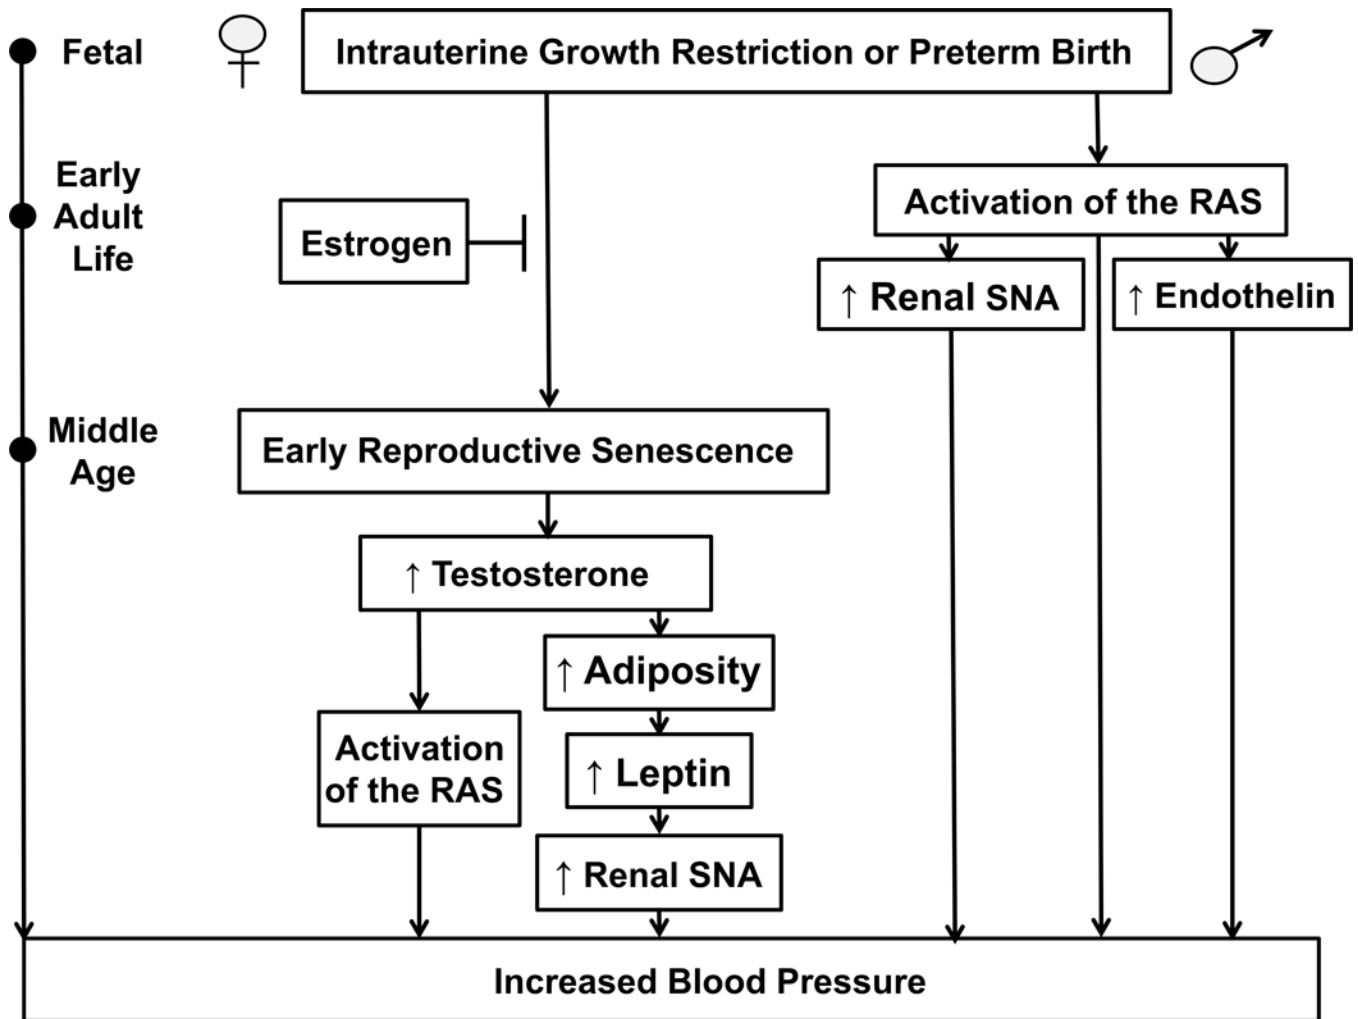 Fetal
Intrauterine Growth Restriction or Preterm Birth
Early
Adult
Life
Activation of the RAS
Estrogen
↑ Renal SNA
↑ Endothelin
Middle
Age
Early Reproductive Senescence
↑ Testosterone
↑ Adiposity
Activation
of the RAS
↑ Leptin
↑ Renal SNA
Increased Blood Pressure